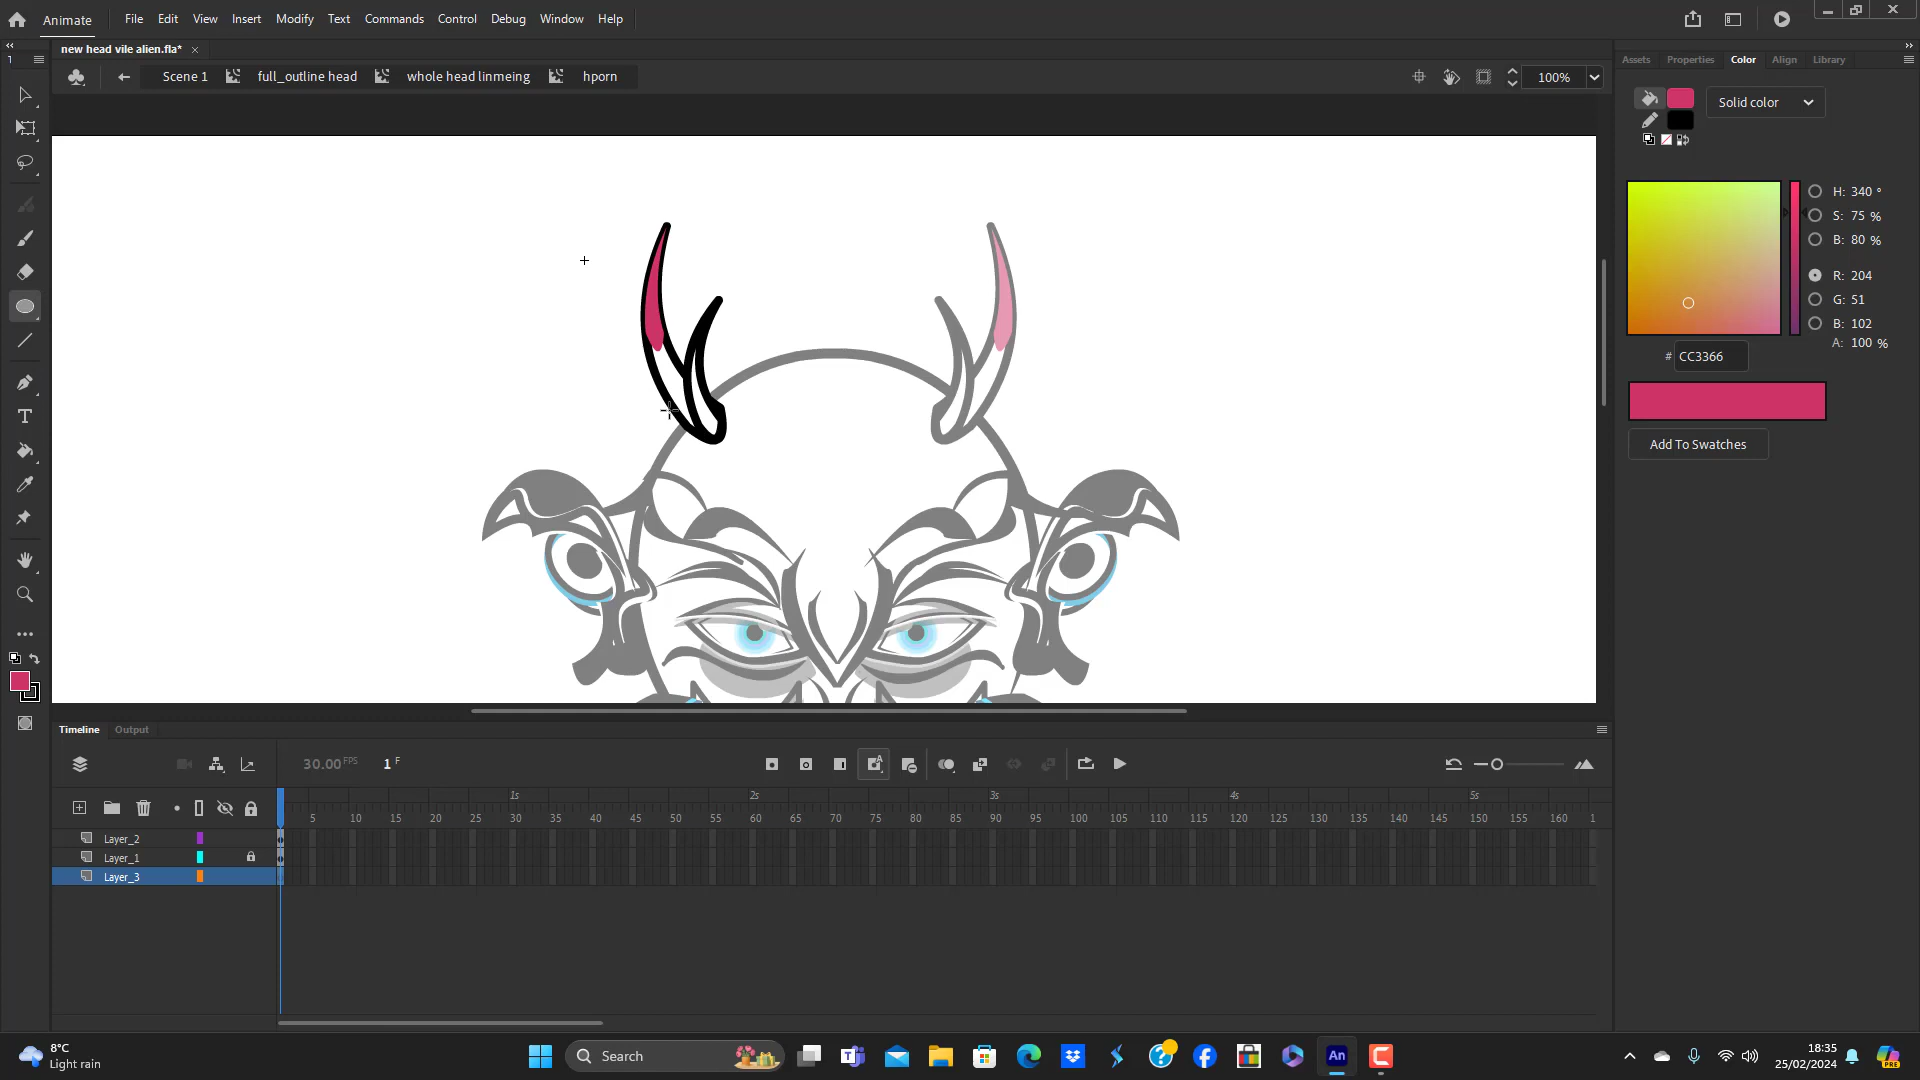 Animate File Edit View Insert Modify Text Commands Control Debug Window Help
new head vile alien.fla*
Scene 1 full_outline head whole head linmeing hporn 100%
Assets Properties Color Align Library
Solid color
H: 340 °
S: 75 %
B: 80 %
R: 204
G: 51
B: 102
A: 100 %
# CC3366
Add To Swatches
Timeline Output
30.00 FPS 1 F
1s 2s 3s 4s 5s
5 10 15 20 25 30 35 40 45 50 55 60 65 70 75 80 85 90 95 100 105 110 115 120 125 130 135 140 145 150 155 160 1
Layer_2
Layer_1
Layer_3
8°C
Light rain
Search
An
PRE
18:35
25/02/2024